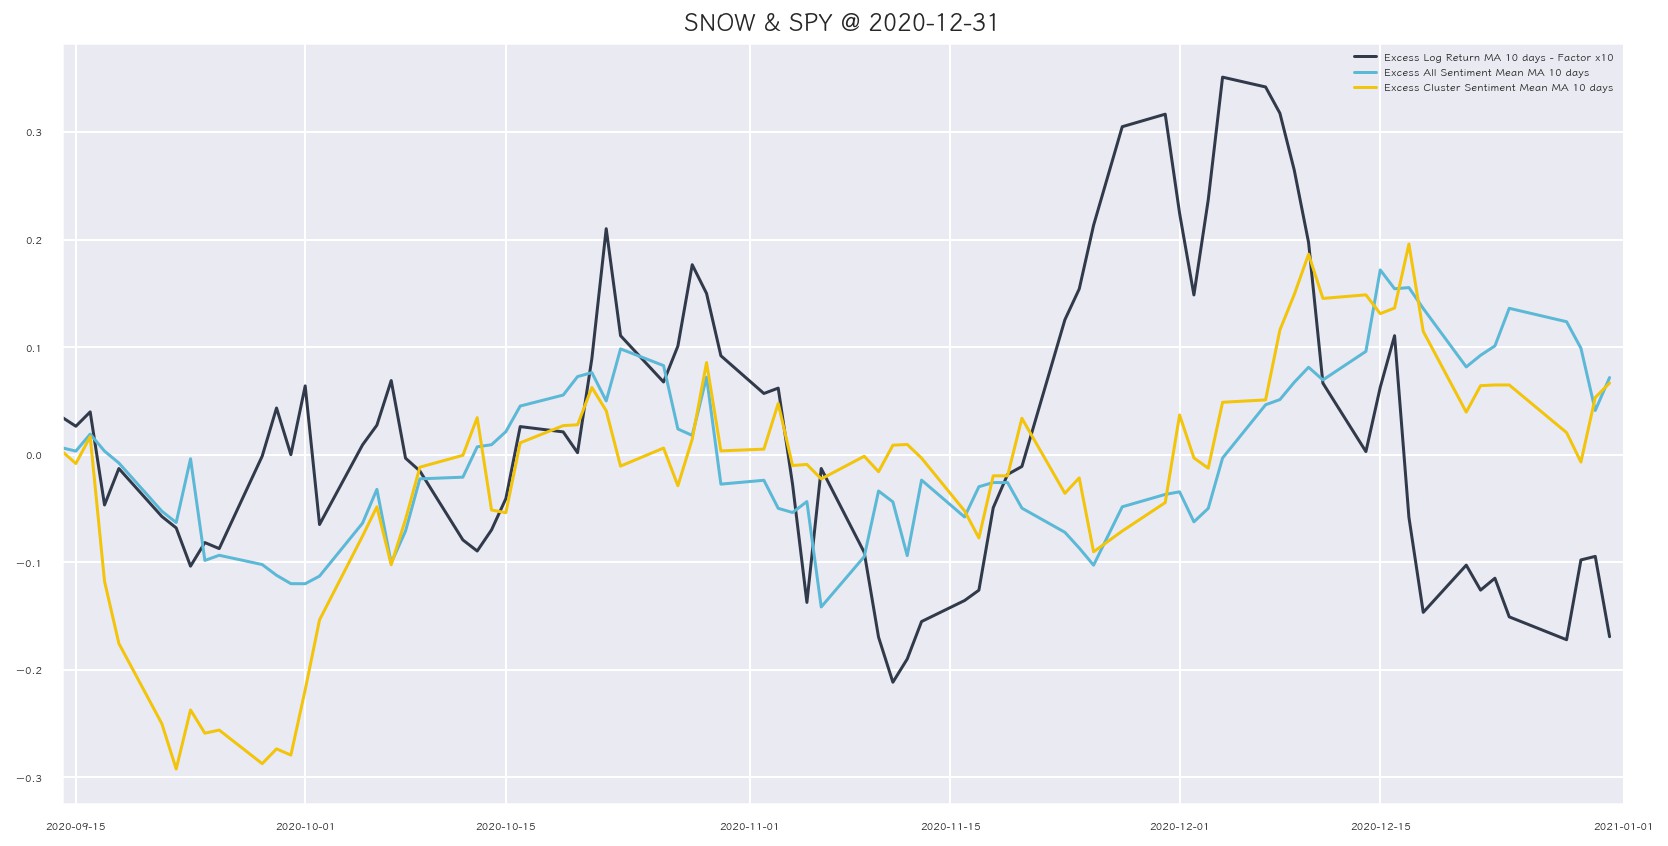 SNOW & SPY @ 2020-12-31
Excess Log Return MA 10 days - Factor x10
Excess All Sentiment Mean MA 10 days
Excess Cluster Sentiment Mean MA 10 days
0.3
0.2
0.1
0.0
−0.1
−0.2
−0.3
2020-09-15 2020-10-01 2020-10-15 2020-11-01 2020-11-15 2020-12-01 2020-12-15 2021-01-01